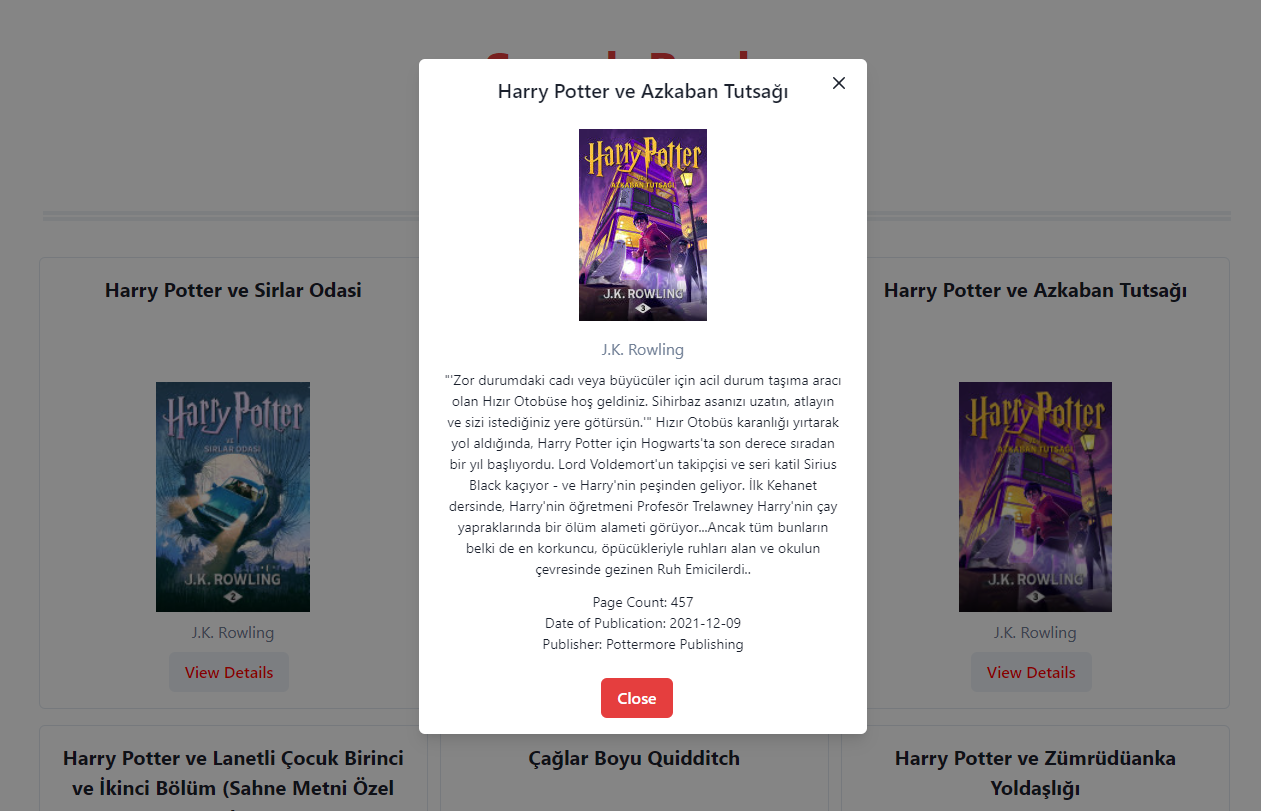 Harry Potter ve Azkaban Tutsağı
Harry Potter
VE
AZKABAN TUTSAĞI
J.K. ROWLING
3
J.K. Rowling
"'Zor durumdaki cadı veya büyücüler için acil durum taşıma aracı
olan Hızır Otobüse hoş geldiniz. Sihirbaz asanızı uzatın, atlayın
ve sizi istediğiniz yere götürsün.'" Hızır Otobüs karanlığı yırtarak
yol aldığında, Harry Potter için Hogwarts'ta son derece sıradan
bir yıl başlıyordu. Lord Voldemort'un takipçisi ve seri katil Sirius
Black kaçıyor - ve Harry'nin peşinden geliyor. İlk Kehanet
dersinde, Harry'nin öğretmeni Profesör Trelawney Harry'nin çay
yapraklarında bir ölüm alameti görüyor...Ancak tüm bunların
belki de en korkuncu, öpücükleriyle ruhları alan ve okulun
çevresinde gezinen Ruh Emicilerdi..
Page Count: 457
Date of Publication: 2021-12-09
Publisher: Pottermore Publishing
Close
Harry Potter ve Sirlar Odasi
Harry Potter
VE
SIRLAR ODASI
J.K. ROWLING
2
J.K. Rowling
View Details
Harry Potter ve Azkaban Tutsağı
Harry Potter
VE
AZKABAN TUTSAĞI
J.K. ROWLING
3
J.K. Rowling
View Details
Harry Potter ve Lanetli Çocuk Birinci
ve İkinci Bölüm (Sahne Metni Özel
Çağlar Boyu Quidditch
Harry Potter ve Zümrüdüanka
Yoldaşlığı